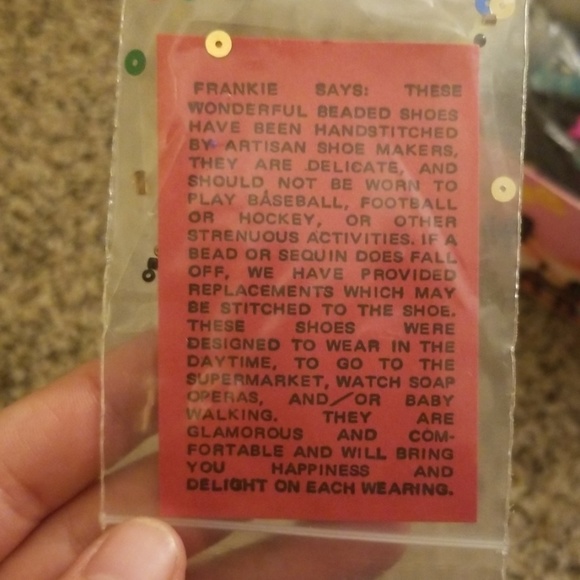 FRANKIE SAYS: THESE
WONDERFUL BEADED SHOES
HAVE BEEN HANDSTITCHED
BY ARTISAN SHOE MAKERS,
THEY ARE DELICATE, AND
SHOULD NOT BE WORN TO
PLAY BASEBALL, FOOTBALL
OR HOCKEY, OR OTHER
STRENUOUS ACTIVITIES. IF A
BEAD OR SEQUIN DOES FALL
OFF, WE HAVE PROVIDED
REPLACEMENTS WHICH MAY
BE STITCHED TO THE SHOE.
THESE SHOES WERE
DESIGNED TO WEAR IN THE
DAYTIME, TO GO TO THE
SUPERMARKET, WATCH SOAP
OPERAS, AND/OR BABY
WALKING. THEY ARE
GLAMOROUS AND COM-
FORTABLE AND WILL BRING
YOU HAPPINESS AND
DELIGHT ON EACH WEARING.